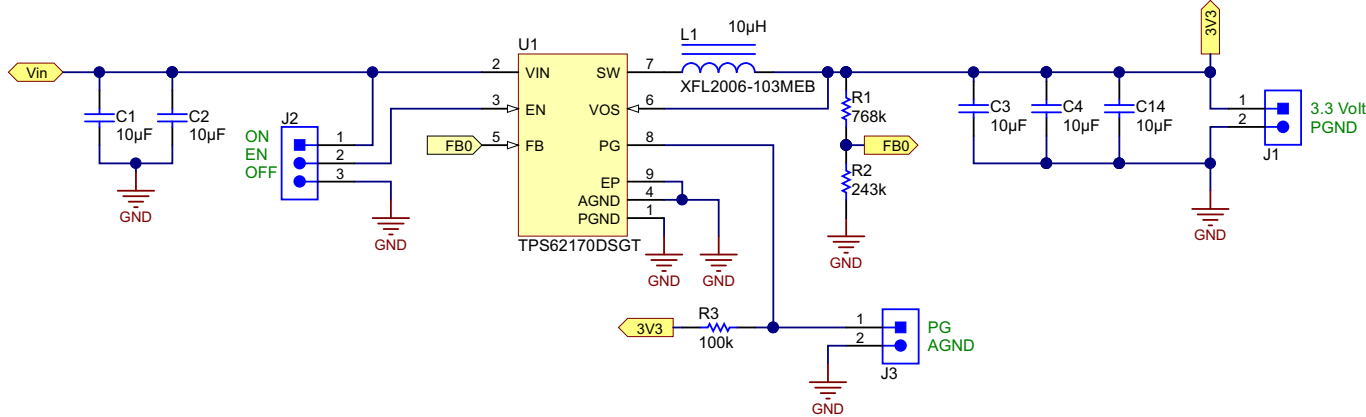 Vin
C1
10µF
C2
10µF
ON
EN
OFF
J2
1
2
3
GND
GND
U1
2
3
5
VIN
EN
FB
FB0
SW
VOS
PG
EP
AGND
PGND
7
6
8
9
4
1
TPS62170DSGT
GND
GND
L1
10µH
XFL2006-103MEB
R1
768k
FB0
R2
243k
GND
C3
10µF
C4
10µF
C14
10µF
3V3
1
2
3.3 Volt
PGND
J1
GND
3V3
R3
100k
1
2
PG
AGND
J3
GND